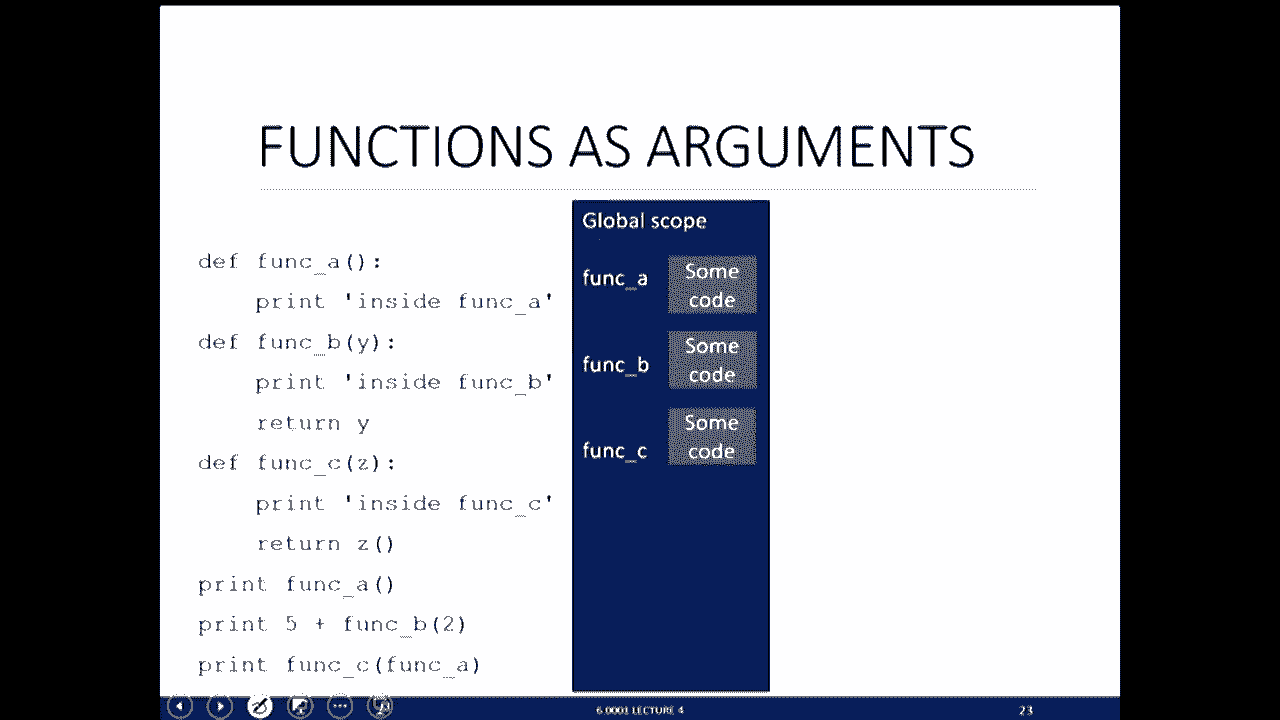 FUNCTIONS AS ARGUMENTS
def func_a():
    print 'inside func_a'
def func_b(y):
    print 'inside func_b'
    return y
def func_c(z):
    print 'inside func_c'
    return z()
print func_a()
print 5 + func_b(2)
print func_c(func_a)
Global scope
func_a
Some
code
func_b
Some
code
func_c
Some
code
6.0001 LECTURE 4
23